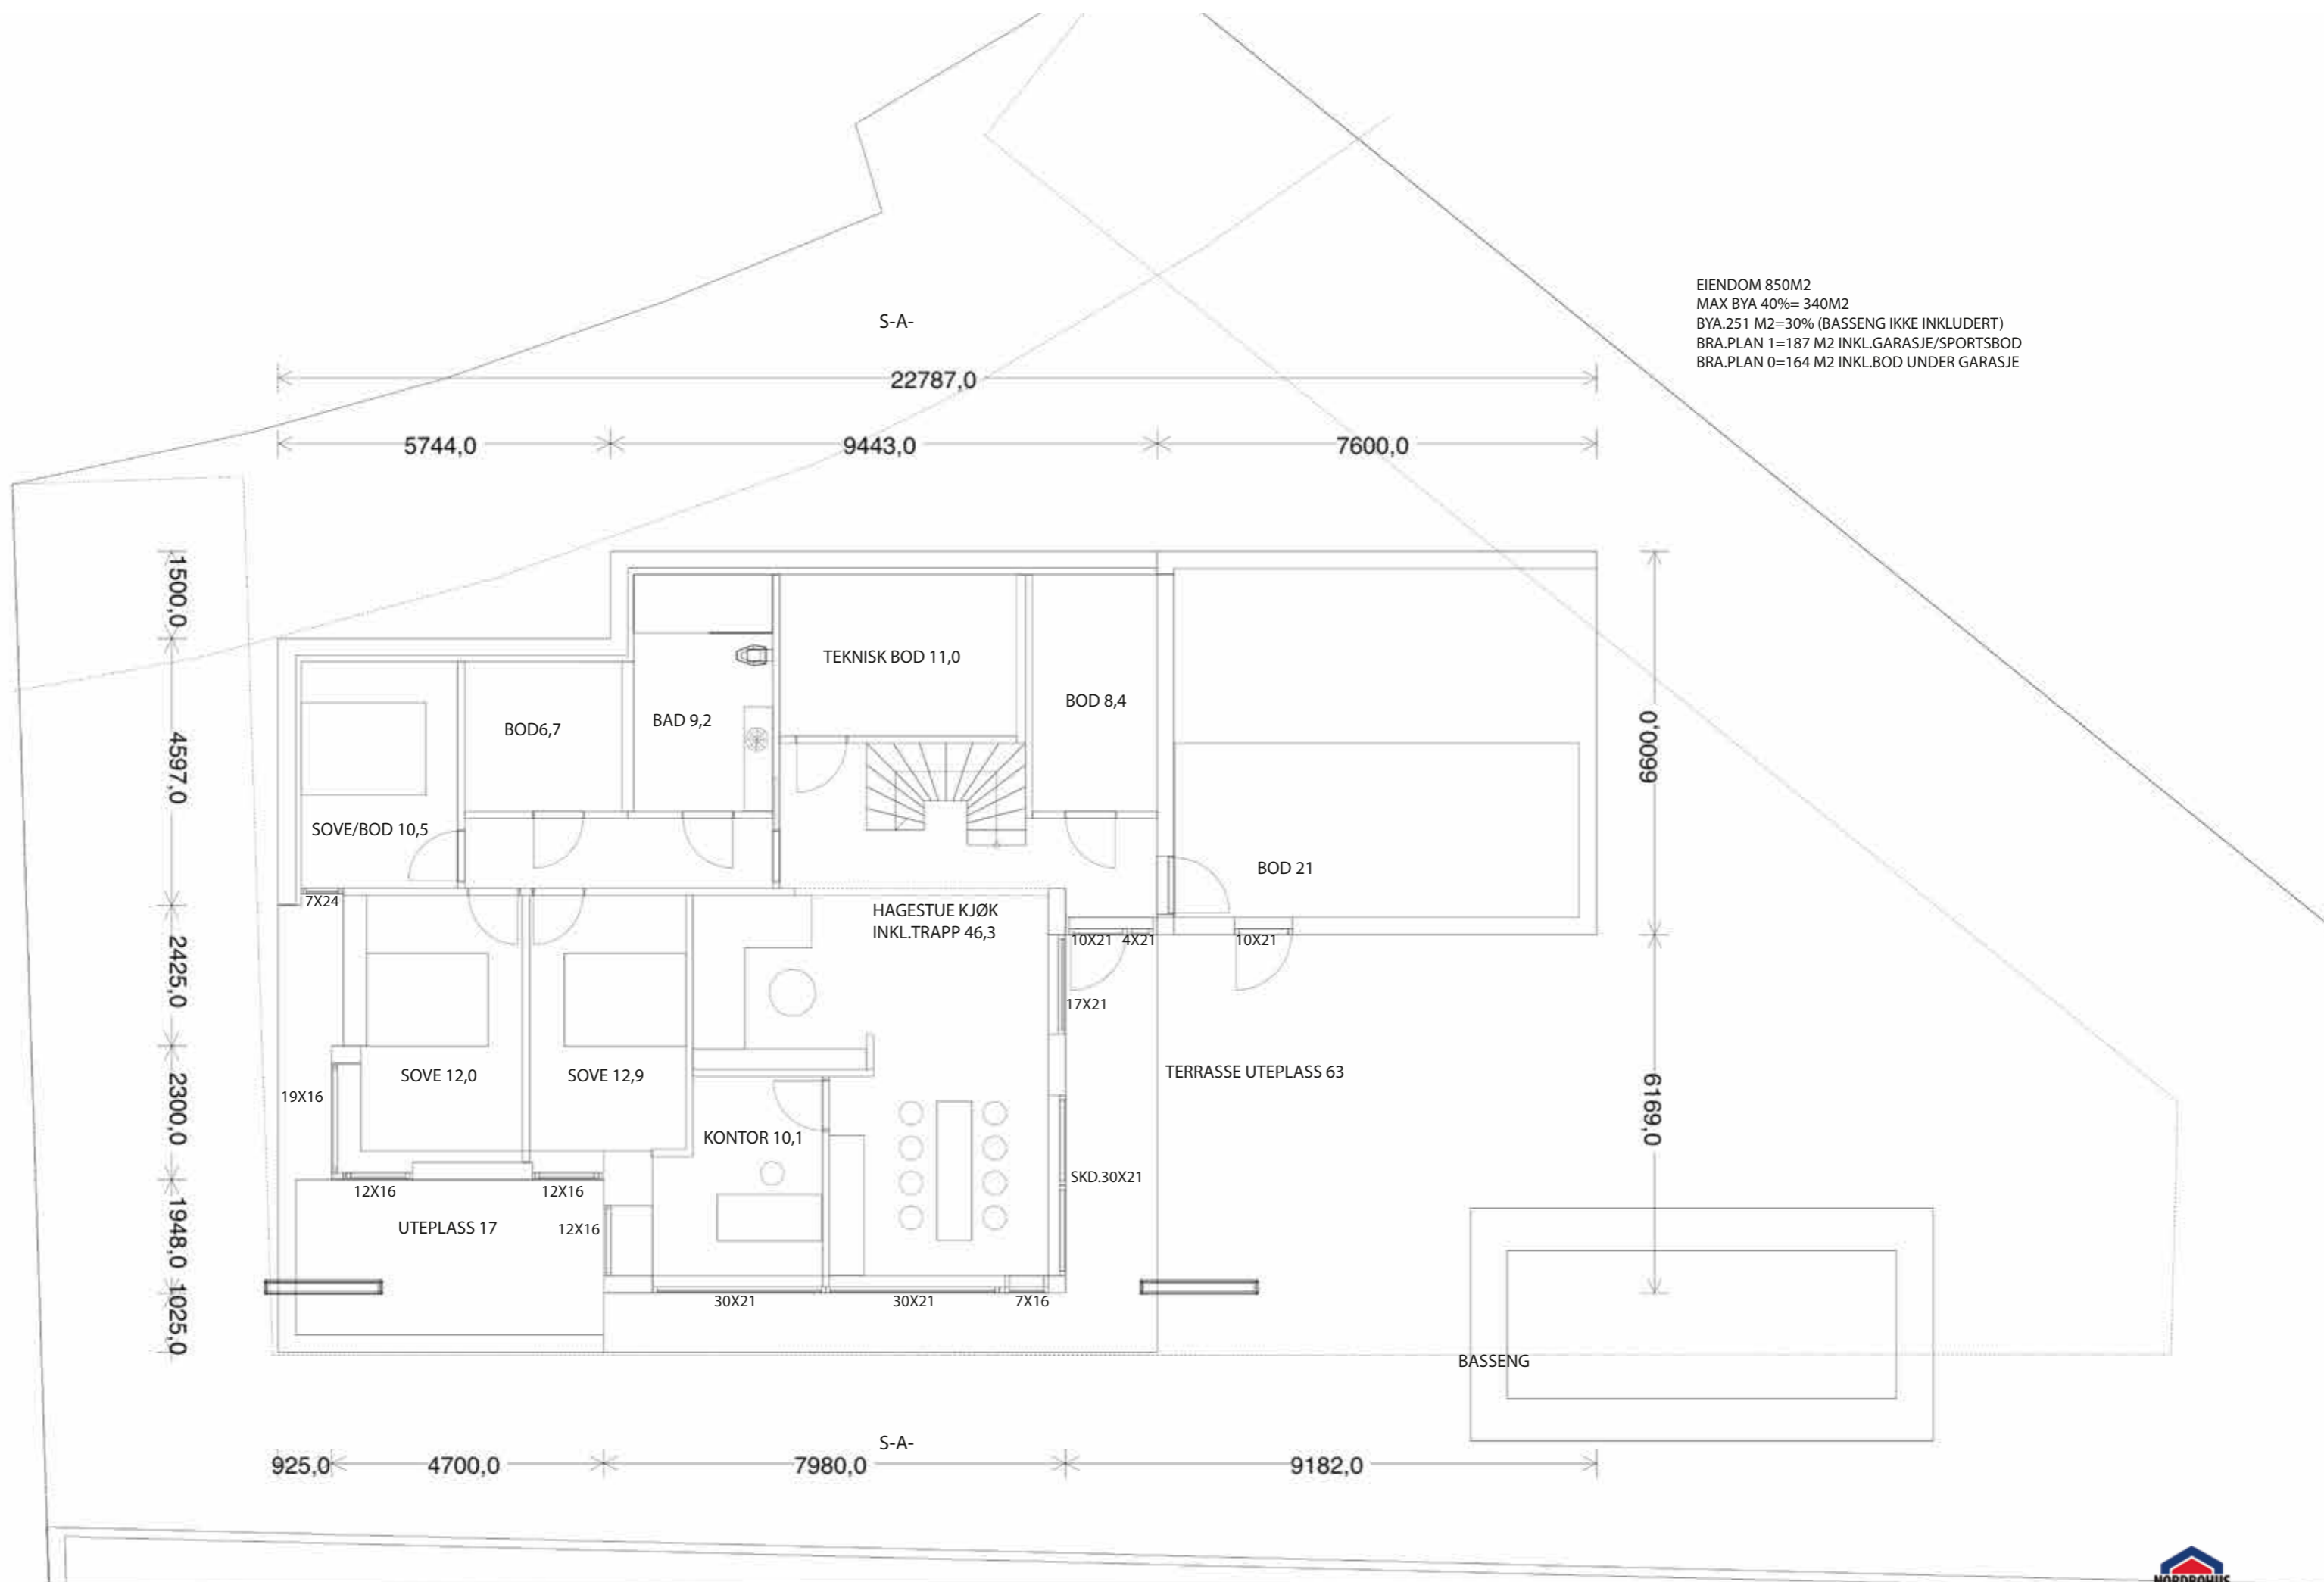 EIENDOM 850M2
MAX BYA 40%= 340M2
BYA.251 M2=30% (BASSENG IKKE INKLUDERT)
BRA.PLAN 1=187 M2 INKL.GARASJE/SPORTSBOD
BRA.PLAN 0=164 M2 INKL.BOD UNDER GARASJE
S-A-
22787,0
5744,0
9443,0
7600,0
1500,0
4597,0
2425,0
2300,0
1948,0
1025,0
6600,0
6169,0
TEKNISK BOD 11,0
BOD 8,4
BAD 9,2
BOD6,7
SOVE/BOD 10,5
BOD 21
7X24
HAGESTUE KJØK
INKL.TRAPP 46,3
10X21
4X21
10X21
17X21
TERRASSE UTEPLASS 63
SOVE 12,0
SOVE 12,9
19X16
KONTOR 10,1
SKD.30X21
12X16
12X16
UTEPLASS 17
12X16
30X21
30X21
7X16
BASSENG
S-A-
925,0
4700,0
7980,0
9182,0
NORDBOHUS